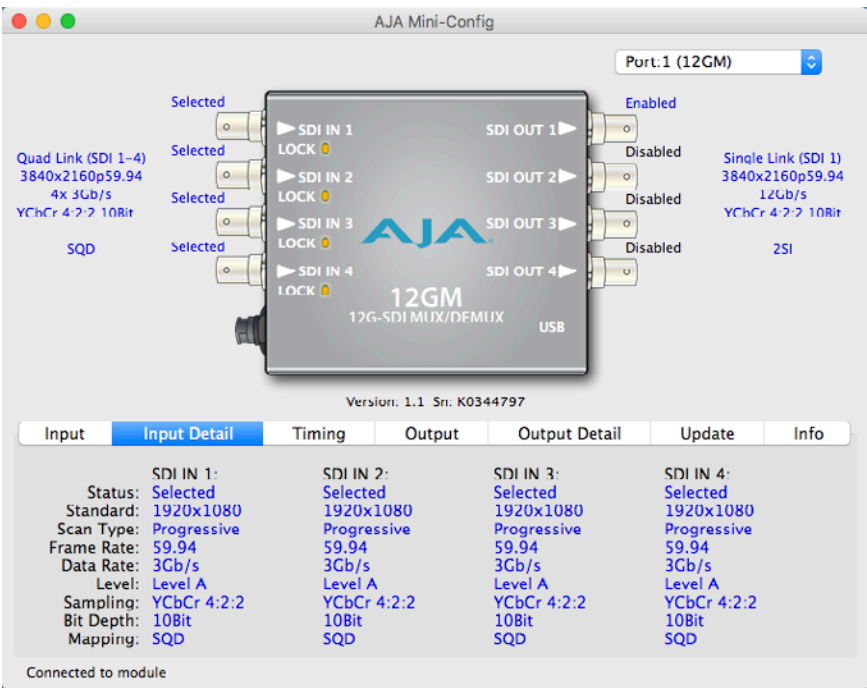 AJA Mini-Config
Port:1 (12GM)
Selected
Selected
Selected
Selected
Quad Link (SDI 1-4)
3840x2160p59.94
4x 3Gb/s
YCbCr 4:2:2 10Bit
SQD
SDI IN 1
LOCK
SDI IN 2
LOCK
SDI IN 3
LOCK
SDI IN 4
LOCK
SDI OUT 1
SDI OUT 2
SDI OUT 3
SDI OUT 4
AJA
12GM
12G-SDI MUX/DEMUX
USB
Enabled
Disabled
Disabled
Disabled
Single Link (SDI 1)
3840x2160p59.94
12Gb/s
YCbCr 4:2:2 10Bit
2SI
Version: 1.1 Sn: K0344797
Input Input Detail Timing Output Output Detail Update Info
SDI IN 1: SDI IN 2: SDI IN 3: SDI IN 4:
Status: Selected Selected Selected Selected
Standard: 1920x1080 1920x1080 1920x1080 1920x1080
Scan Type: Progressive Progressive Progressive Progressive
Frame Rate: 59.94 59.94 59.94 59.94
Data Rate: 3Gb/s 3Gb/s 3Gb/s 3Gb/s
Level: Level A Level A Level A Level A
Sampling: YCbCr 4:2:2 YCbCr 4:2:2 YCbCr 4:2:2 YCbCr 4:2:2
Bit Depth: 10Bit 10Bit 10Bit 10Bit
Mapping: SQD SQD SQD SQD
Connected to module